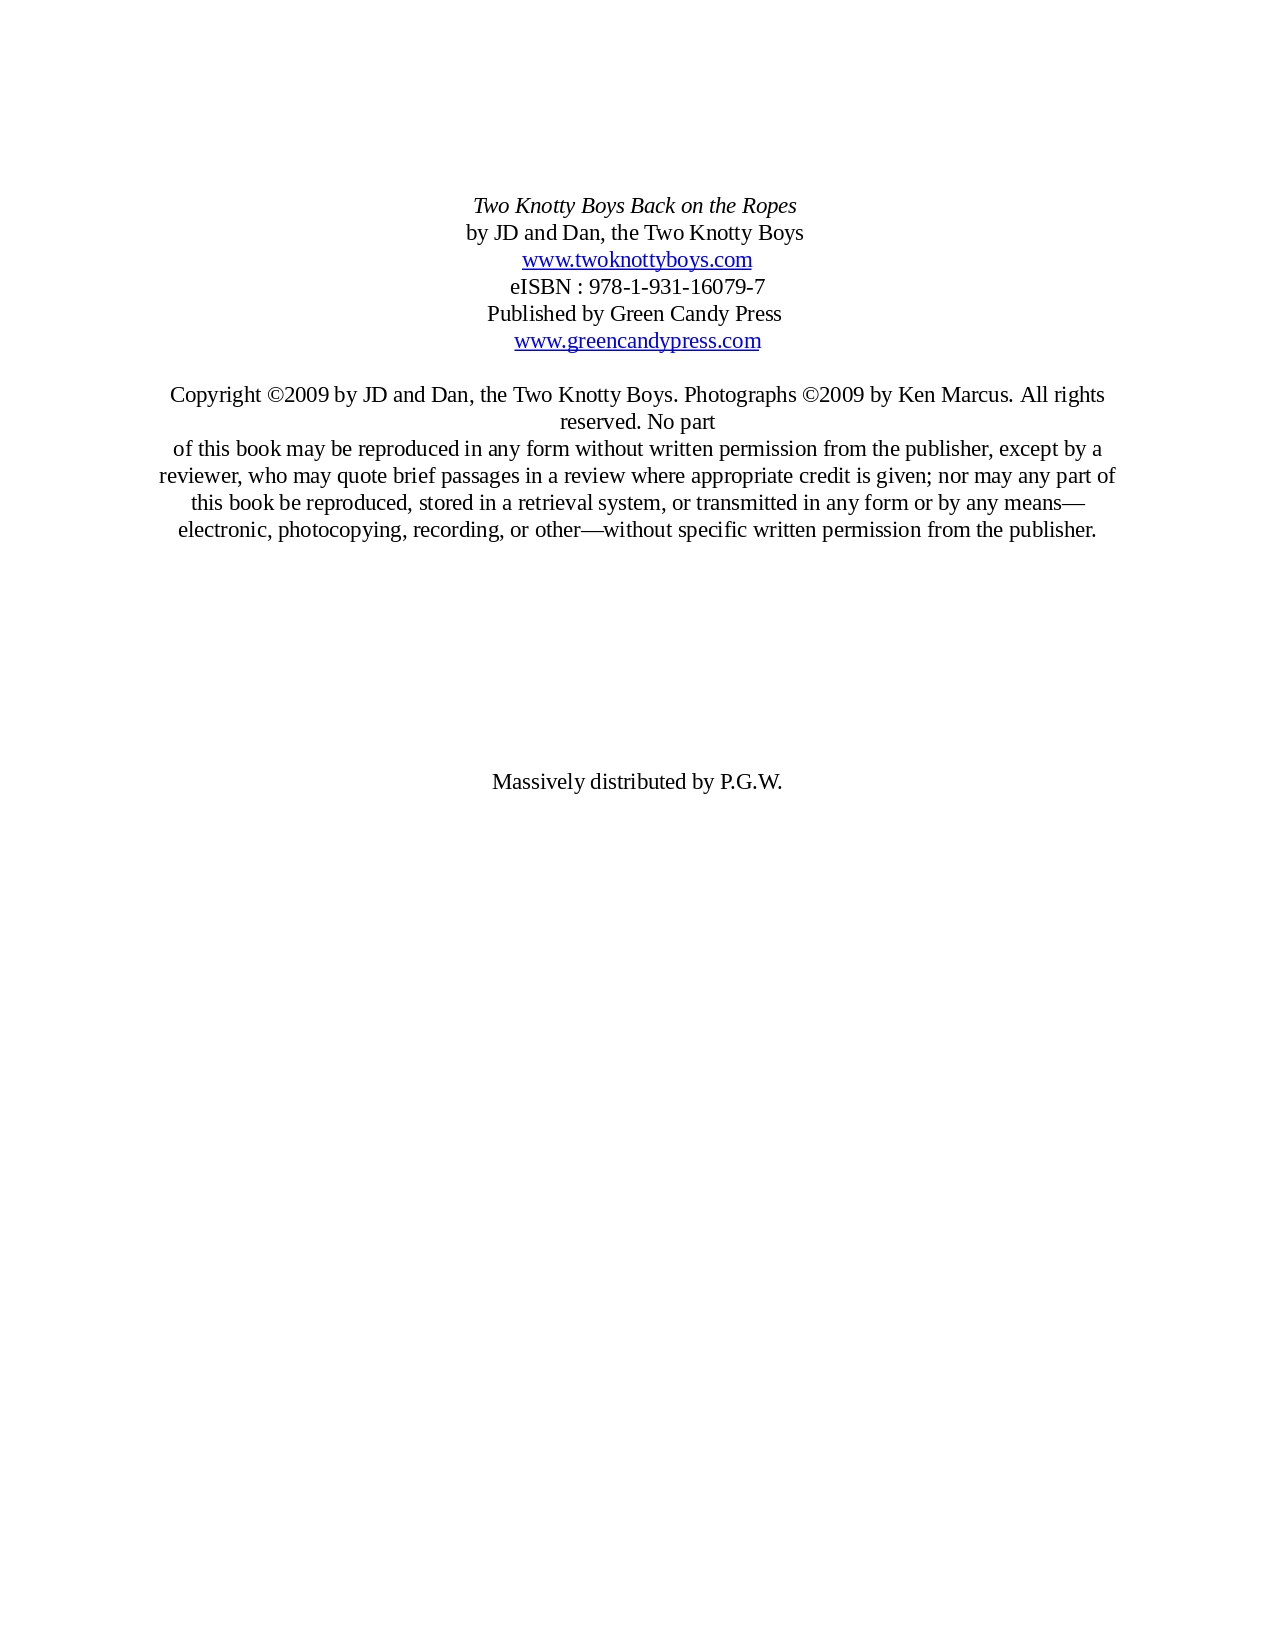 Two Knotty Boys Back on the Ropes
by JD and Dan, the Two Knotty Boys
www.twoknottyboys.com
eISBN : 978-1-931-16079-7
Published by Green Candy Press
www.greencandypress.com
Copyright ©2009 by JD and Dan, the Two Knotty Boys. Photographs ©2009 by Ken Marcus. All rights
reserved. No part
of this book may be reproduced in any form without written permission from the publisher, except by a
reviewer, who may quote brief passages in a review where appropriate credit is given; nor may any part of
this book be reproduced, stored in a retrieval system, or transmitted in any form or by any means—
electronic, photocopying, recording, or other—without specific written permission from the publisher.
Massively distributed by P.G.W.